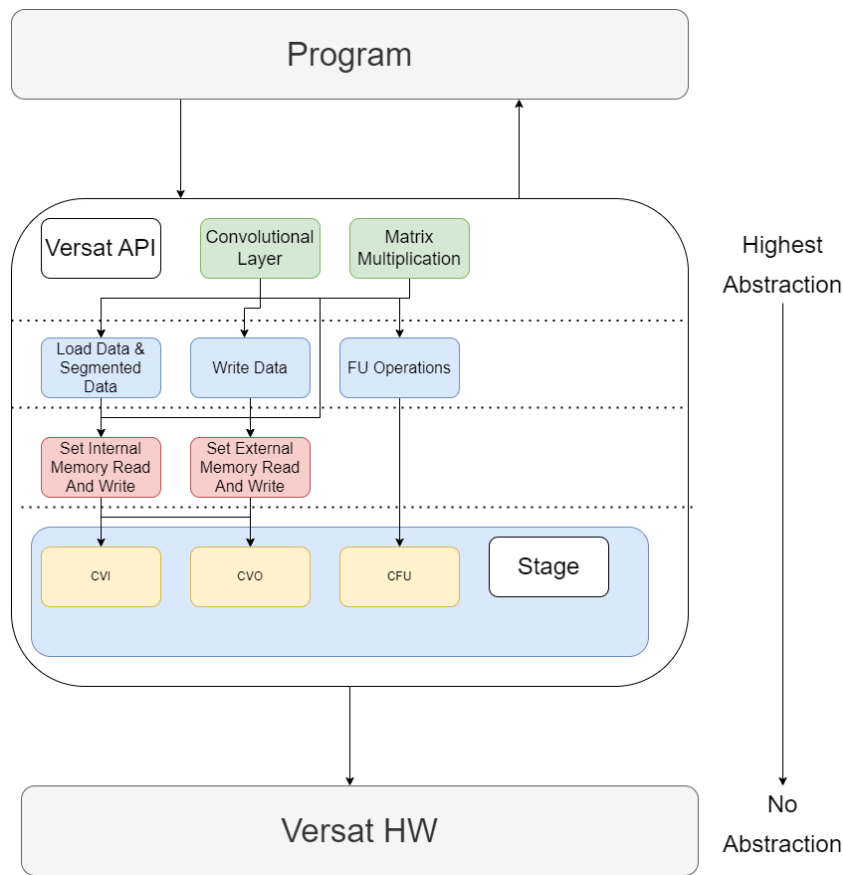 Program
Versat API
Convolutional
Layer
Matrix
Multiplication
Highest
Abstraction
Load Data &
Segmented
Data
Write Data
FU Operations
Set Internal
Memory Read
And Write
Set External
Memory Read
And Write
CVI
CVO
CFU
Stage
No
Abstraction
Versat HW